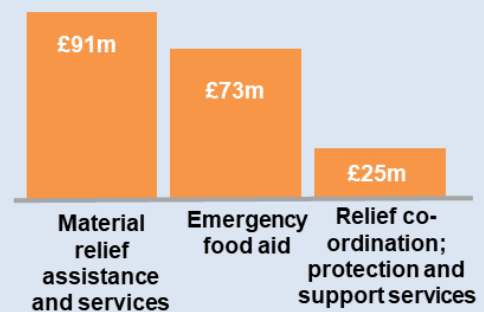 £91m
£73m
£25m
Material
relief
assistance
and services
Emergency
food aid
Relief co-
ordination;
protection and
support services